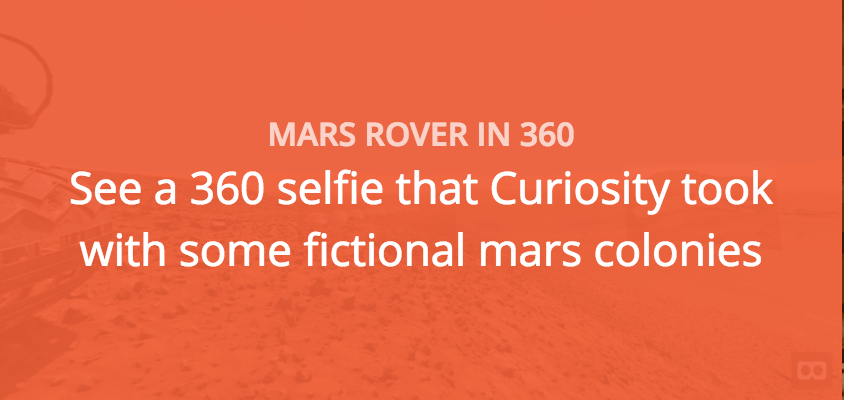 MARS ROVER IN 360
See a 360 selfie that Curiosity took
with some fictional mars colonies